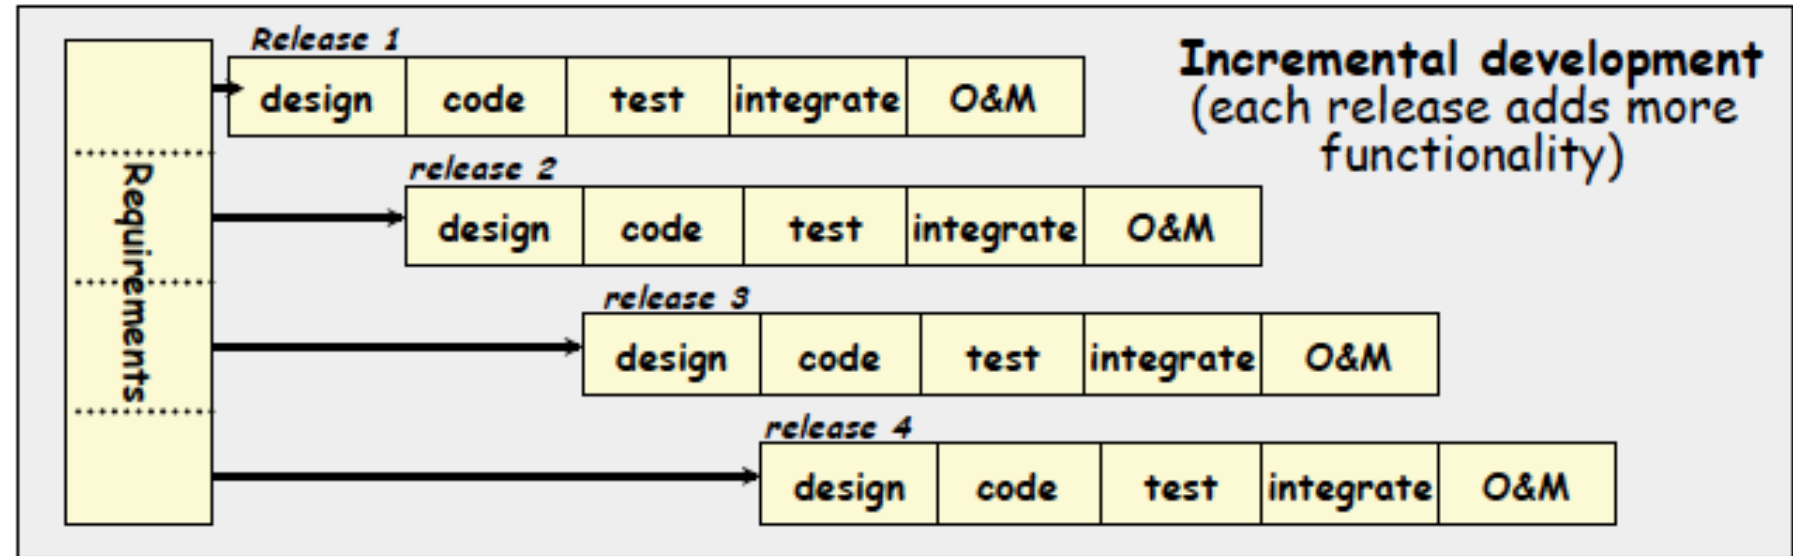 Release 1
design code test integrate O&M
Incremental development
(each release adds more
functionality)
Requirements
release 2
design code test integrate O&M
release 3
design code test integrate O&M
release 4
design code test integrate O&M